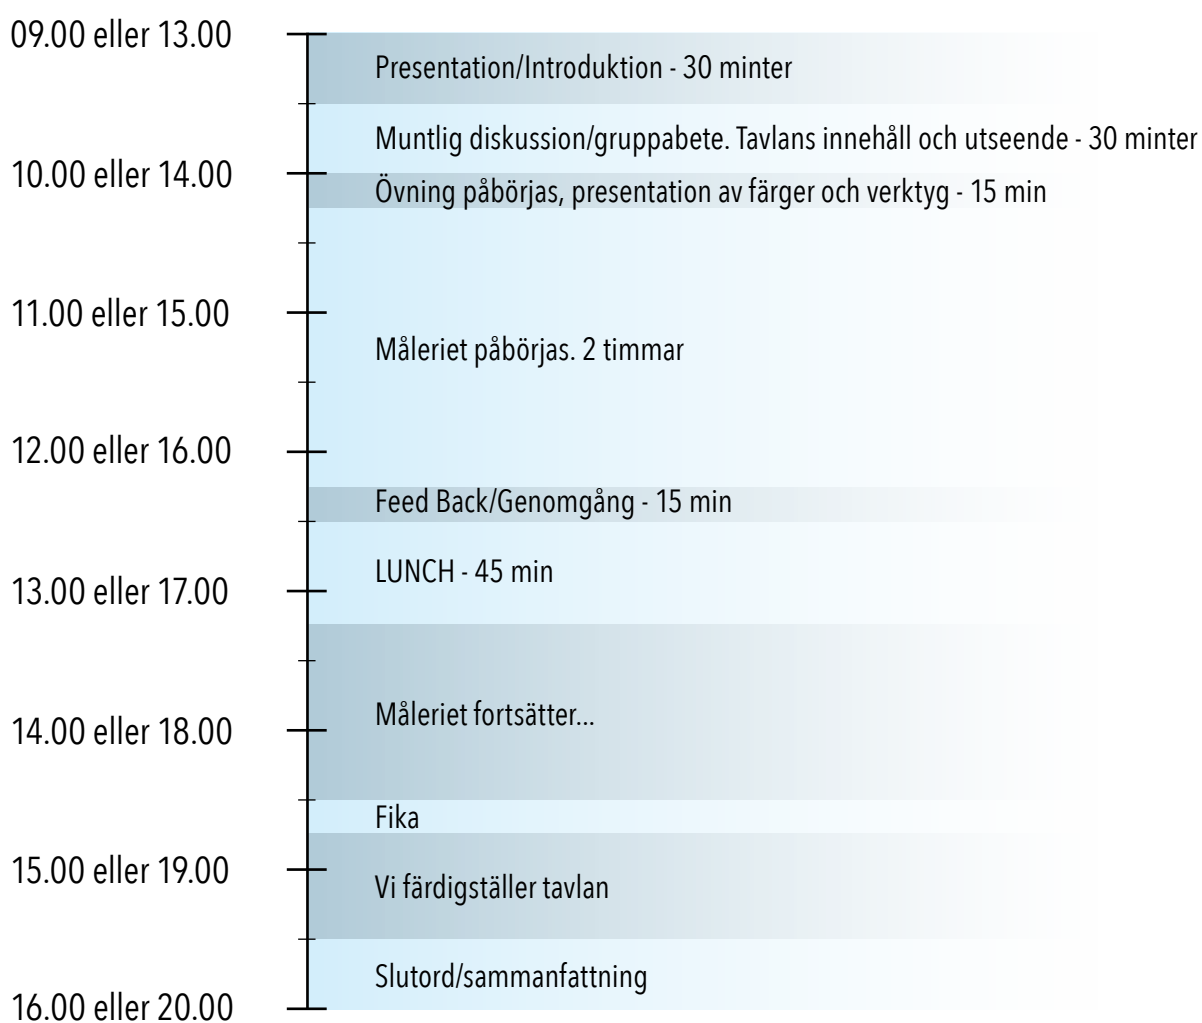 09.00 eller 13.00
Presentation/Introduktion - 30 minter
Muntlig diskussion/gruppabete. Tavlans innehåll och utseende - 30 minter
10.00 eller 14.00
Övning påbörjas, presentation av färger och verktyg - 15 min
11.00 eller 15.00
Måleriet påbörjas. 2 timmar
12.00 eller 16.00
Feed Back/Genomgång - 15 min
LUNCH - 45 min
13.00 eller 17.00
Måleriet fortsätter...
14.00 eller 18.00
Fika
15.00 eller 19.00
Vi färdigställer tavlan
Slutord/sammanfattning
16.00 eller 20.00